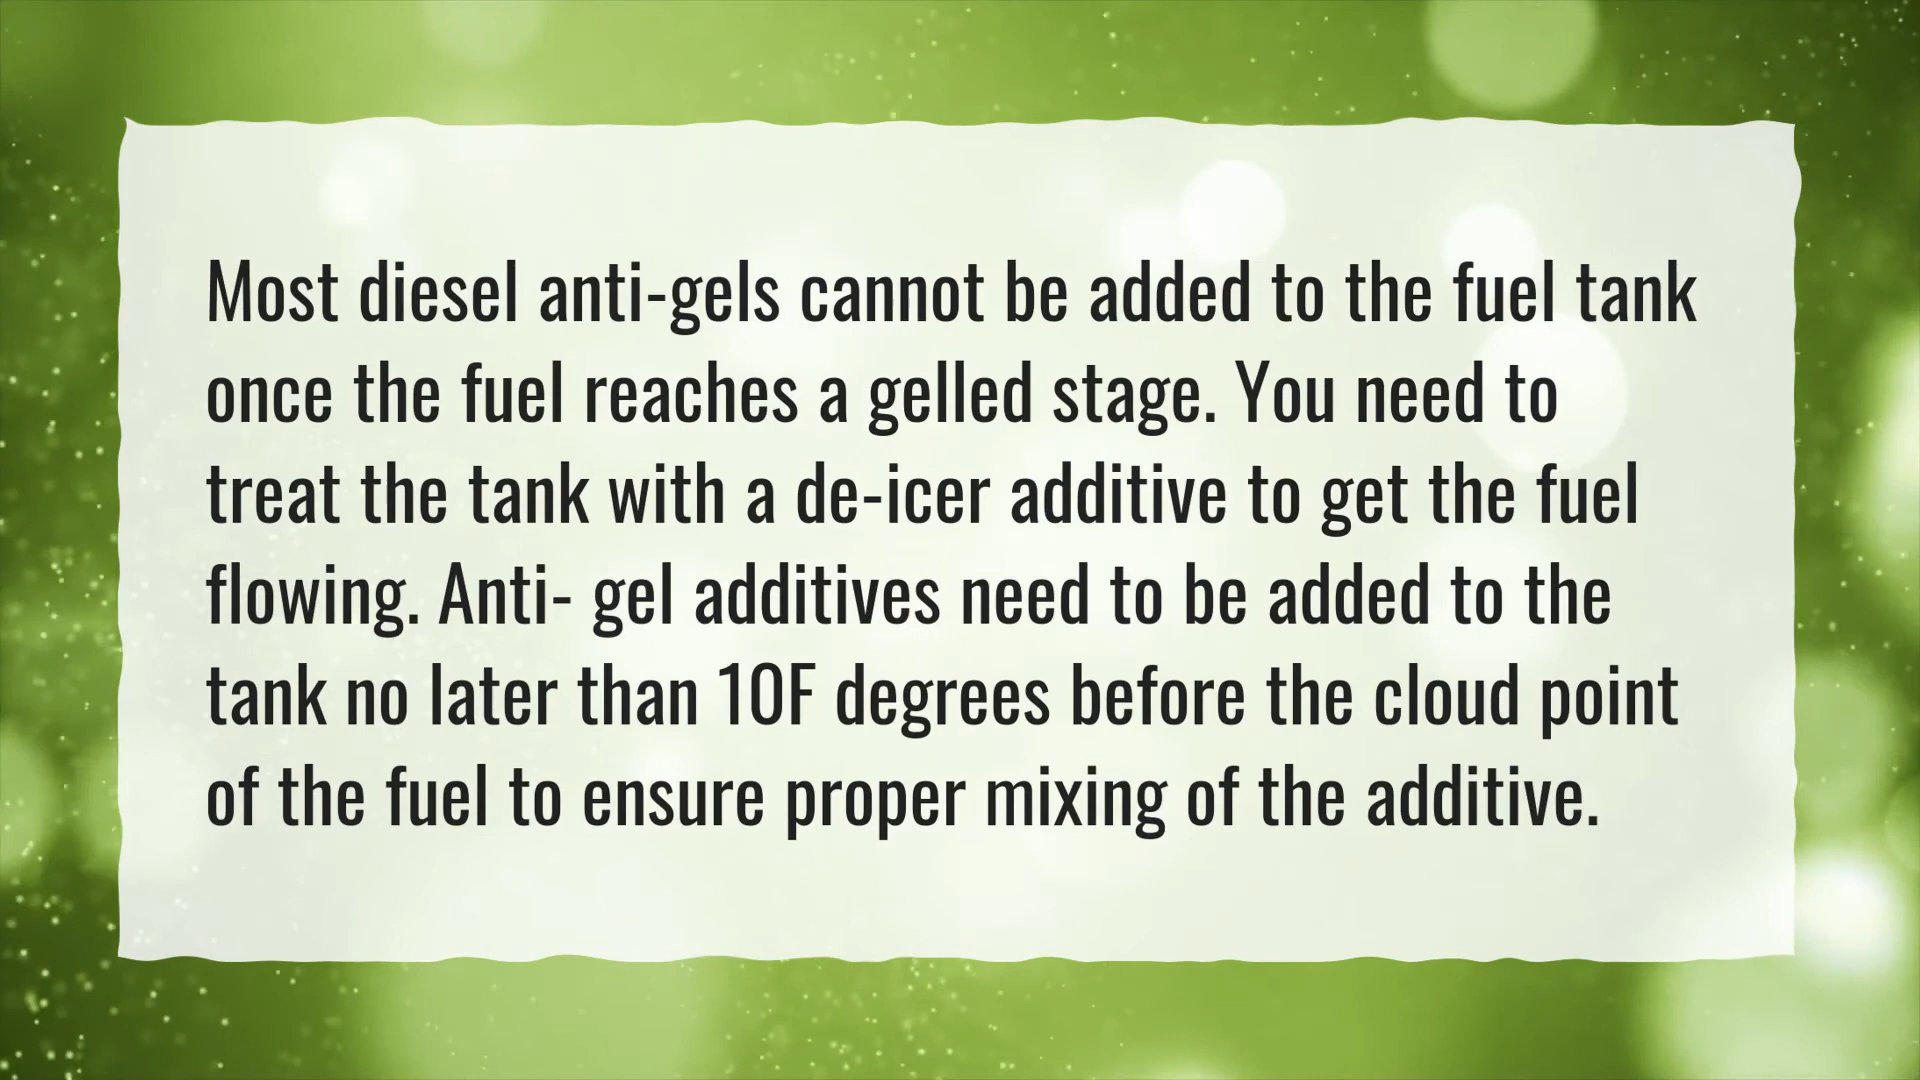 Most diesel anti-gels cannot be added to the fuel tank
once the fuel reaches a gelled stage. You need to
treat the tank with a de-icer additive to get the fuel
flowing. Anti- gel additives need to be added to the
tank no later than 10F degrees before the cloud point
of the fuel to ensure proper mixing of the additive.